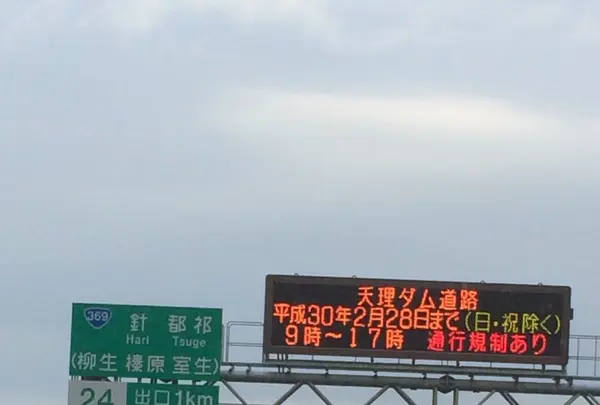 369
針 都祁
Hari Tsuge
(柳生 榛原 室生)
24 出口1km
天理ダム道路
平成30年2月28日まで(日・祝除く)
9時～17時 通行規制あり